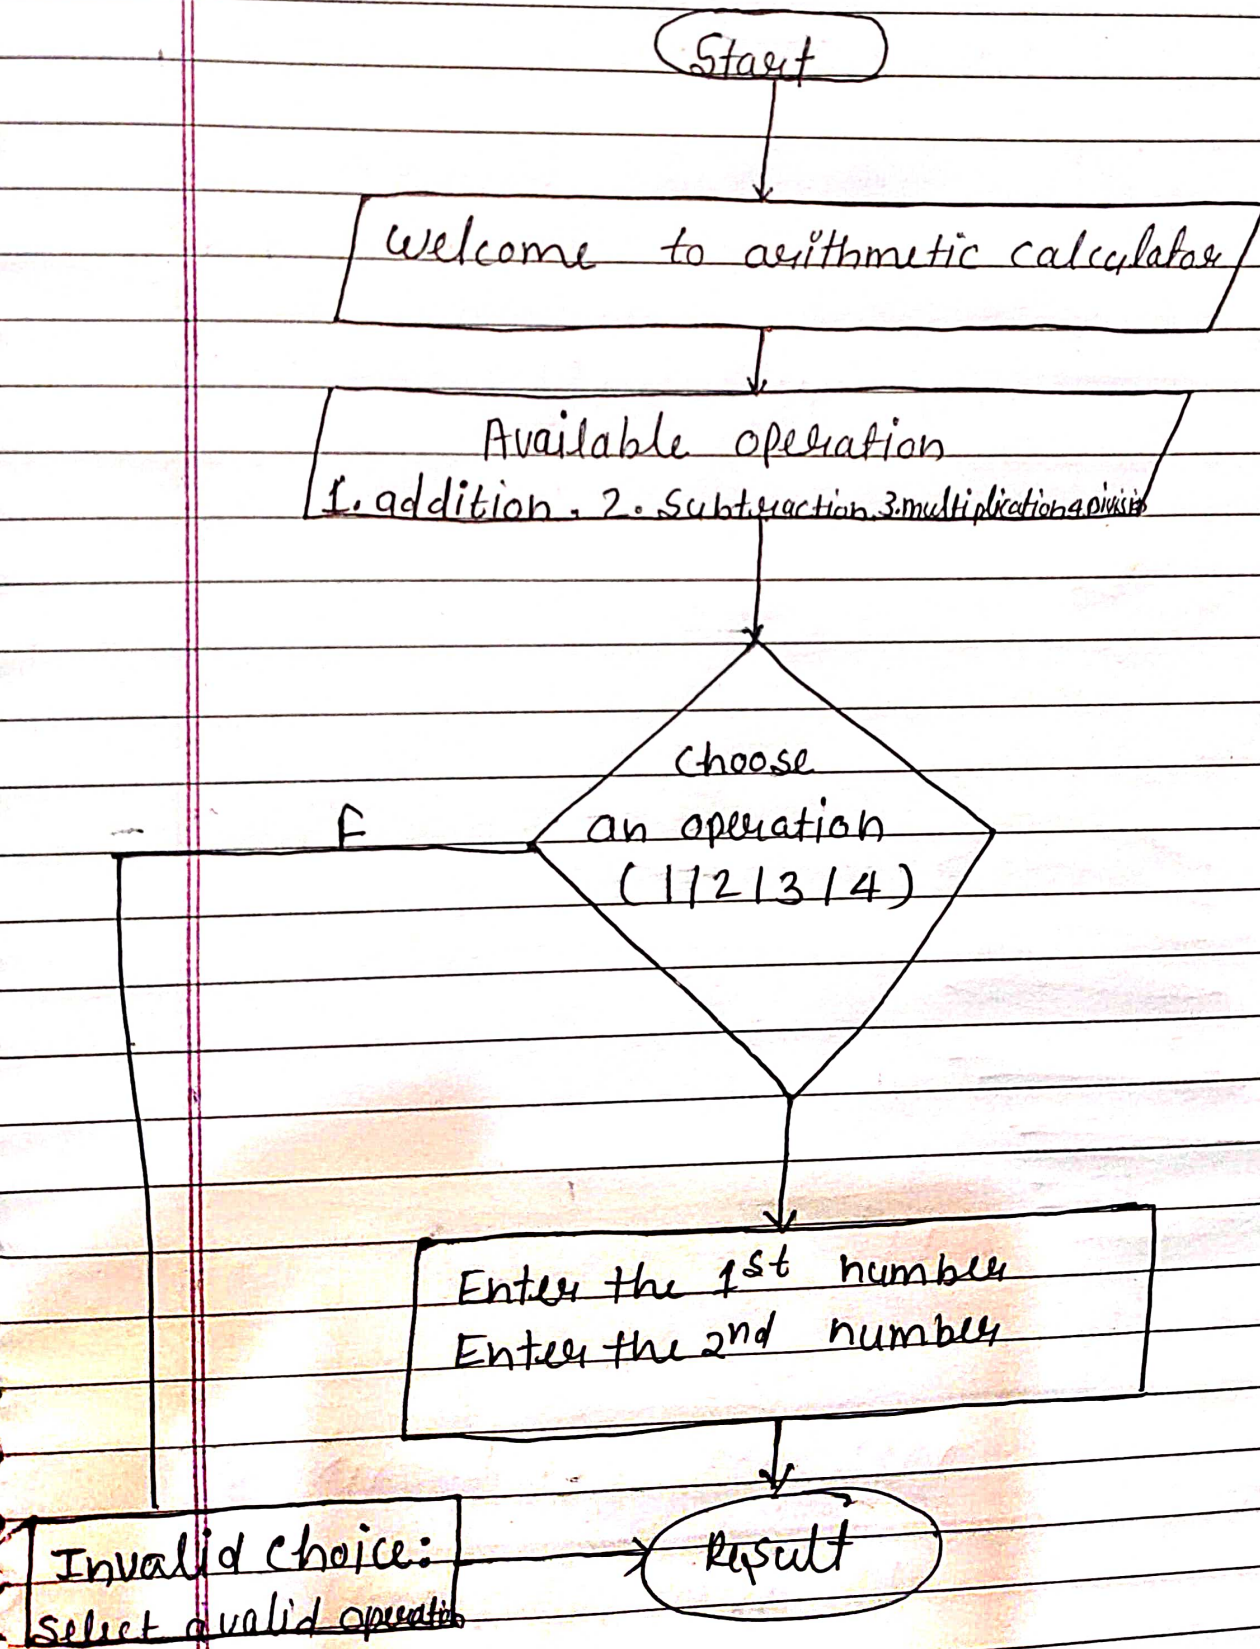 Start
Welcome to arithmetic calculator
Available operation
1. addition. 2. Subtraction. 3. multiplication 4. Division
Choose
an operation
(1/2/3/4)
F
Enter the 1st number
Enter the 2nd number
Invalid choice:
Select a valid operation
Result